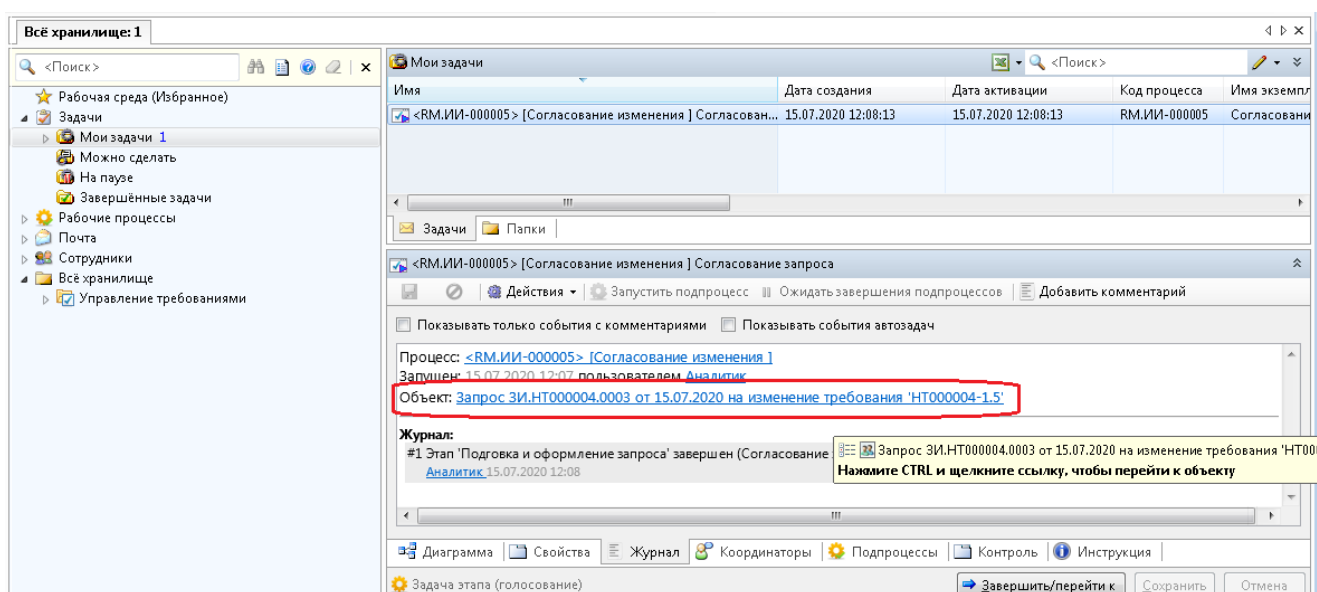 Всё хранилище: 1
<Поиск>
Рабочая среда (Избранное)
Задачи
Мои задачи 1
Можно сделать
На паузе
Завершённые задачи
Рабочие процессы
Почта
Сотрудники
Всё хранилище
Управление требованиями
Мои задачи
<Поиск>
Имя Дата создания Дата активации Код процесса Имя экземпл
<RM.ИИ-000005> [Согласование изменения ] Согласован... 15.07.2020 12:08:13 15.07.2020 12:08:13 RM.ИИ-000005 Согласовани
Задачи Папки
<RM.ИИ-000005> [Согласование изменения ] Согласование запроса
Действия Запустить подпроцесс Ожидать завершения подпроцессов Добавить комментарий
Показывать только события с комментариями Показывать события автозадач
Процесс: <RM.ИИ-000005> [Согласование изменения ]
Запущен: 15.07.2020 12:07 пользователем Аналитик
Объект: Запрос ЗИ.НТ000004.0003 от 15.07.2020 на изменение требования 'НТ000004-1.5'
Журнал:
#1 Этап 'Подготовка и оформление запроса' завершен (Согласование
Аналитик 15.07.2020 12:08
Запрос ЗИ.НТ000004.0003 от 15.07.2020 на изменение требования 'НТ00
Нажмите CTRL и щелкните ссылку, чтобы перейти к объекту
Диаграмма Свойства Журнал Координаторы Подпроцессы Контроль Инструкция
Задача этапа (голосование) Завершить/перейти к Сохранить Отмена